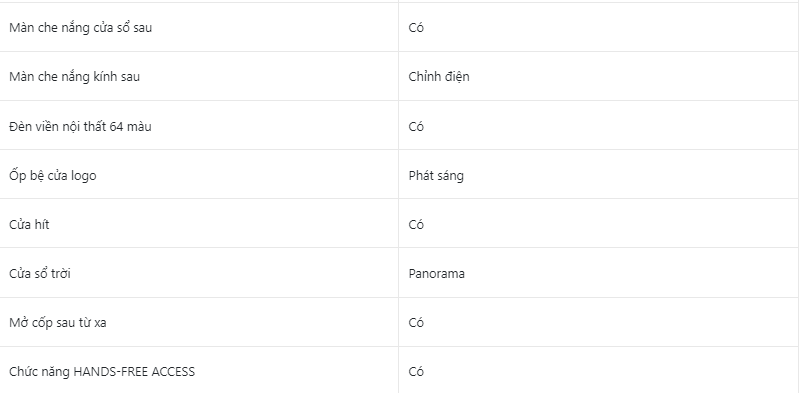 Màn che nắng cửa sổ sau Có
Màn che nắng kính sau Chỉnh điện
Đèn viền nội thất 64 màu Có
Ốp bệ cửa logo Phát sáng
Cửa hít Có
Cửa sổ trời Panorama
Mở cốp sau từ xa Có
Chức năng HANDS-FREE ACCESS Có